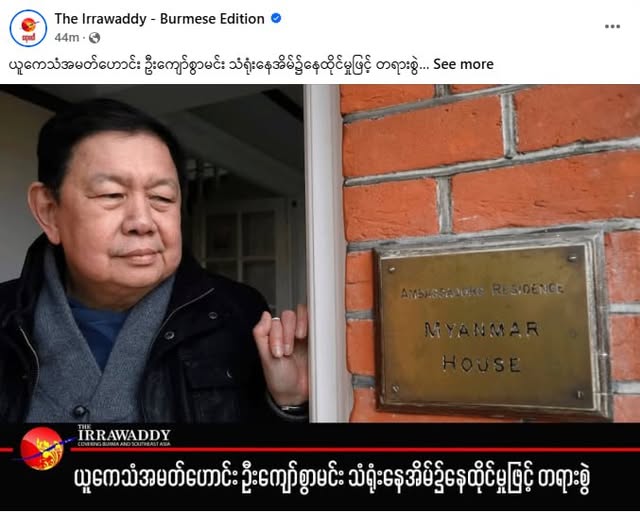 The Irrawaddy - Burmese Edition
44m
ယူကေသံအမတ်ဟောင်း ဦးကျော်စွာမင်း သံရုံးနေအိမ်၌နေထိုင်မှုဖြင့် တရားစွဲ... See more
AMBASSADORS RESIDENCE
MYANMAR
HOUSE
THE
IRRAWADDY
COVERING BURMA AND SOUTHEAST ASIA
ယူကေသံအမတ်ဟောင်း ဦးကျော်စွာမင်း သံရုံးနေအိမ်၌နေထိုင်မှုဖြင့် တရားစွဲ